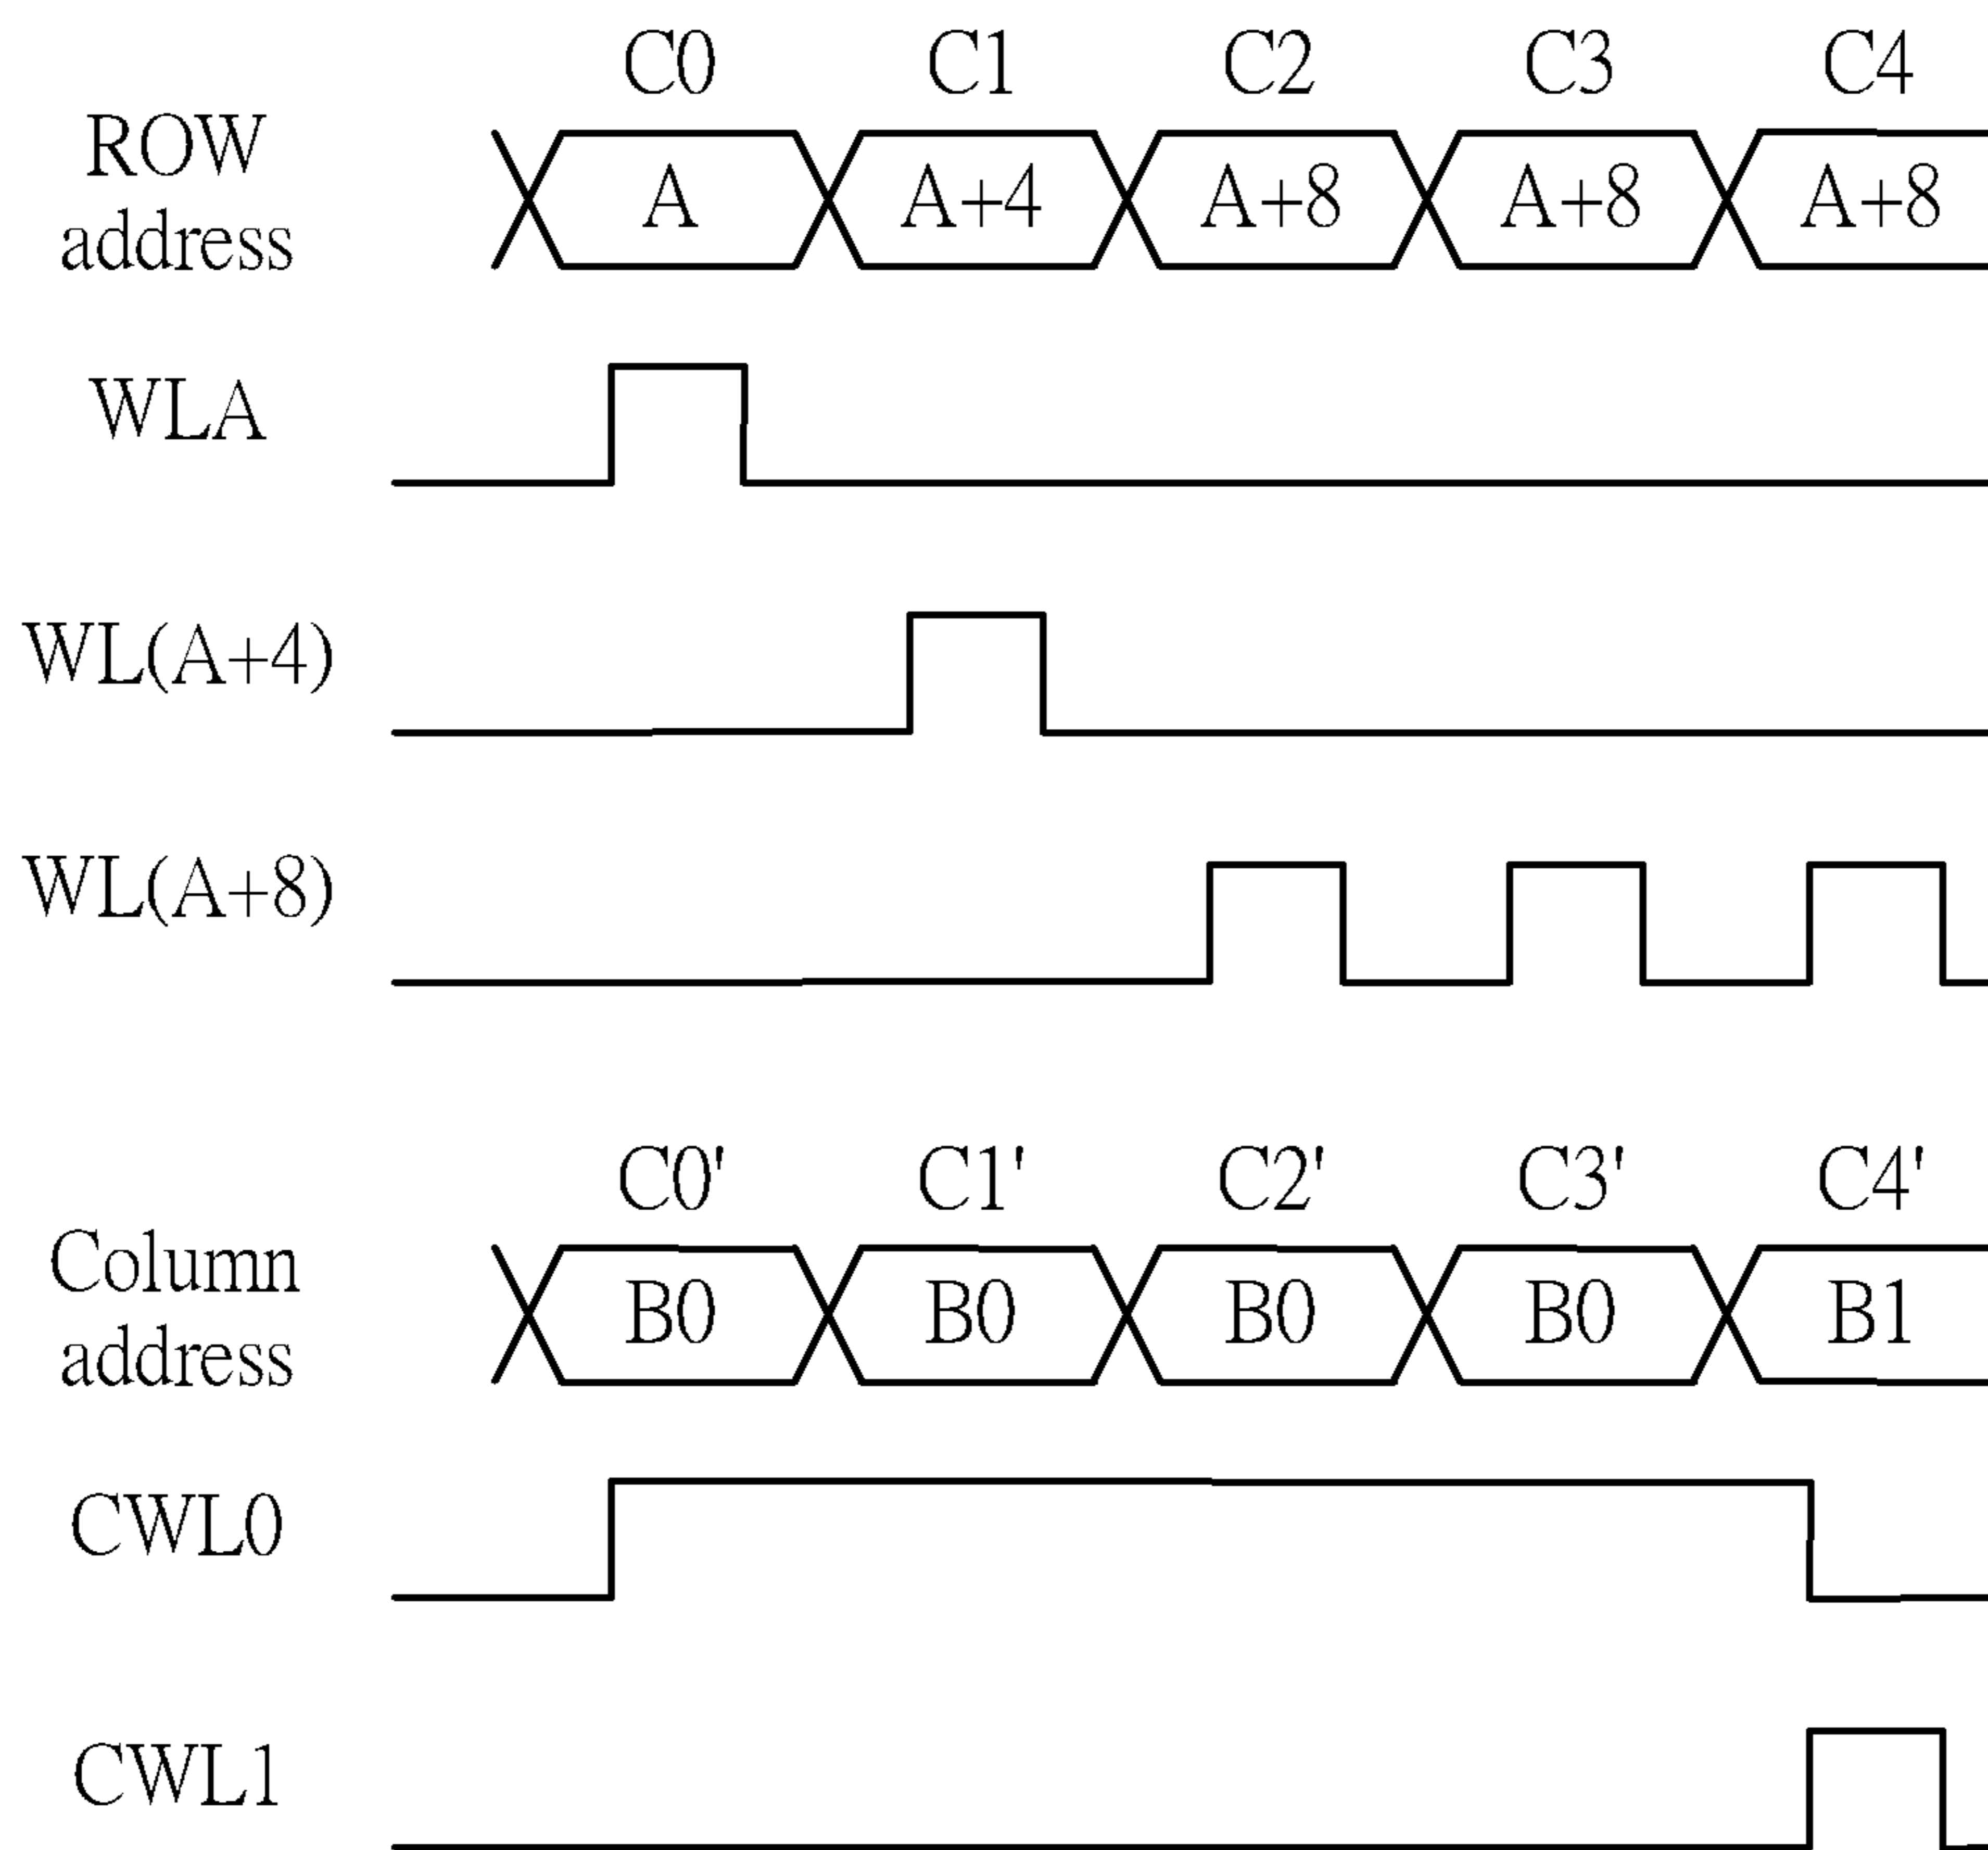 C0 C1 C2 C3 C4
ROW
address
A A+4 A+8 A+8 A+8
WLA
WL(A+4)
WL(A+8)
C0' C1' C2' C3' C4'
Column
address
B0 B0 B0 B0 B1
CWL0
CWL1